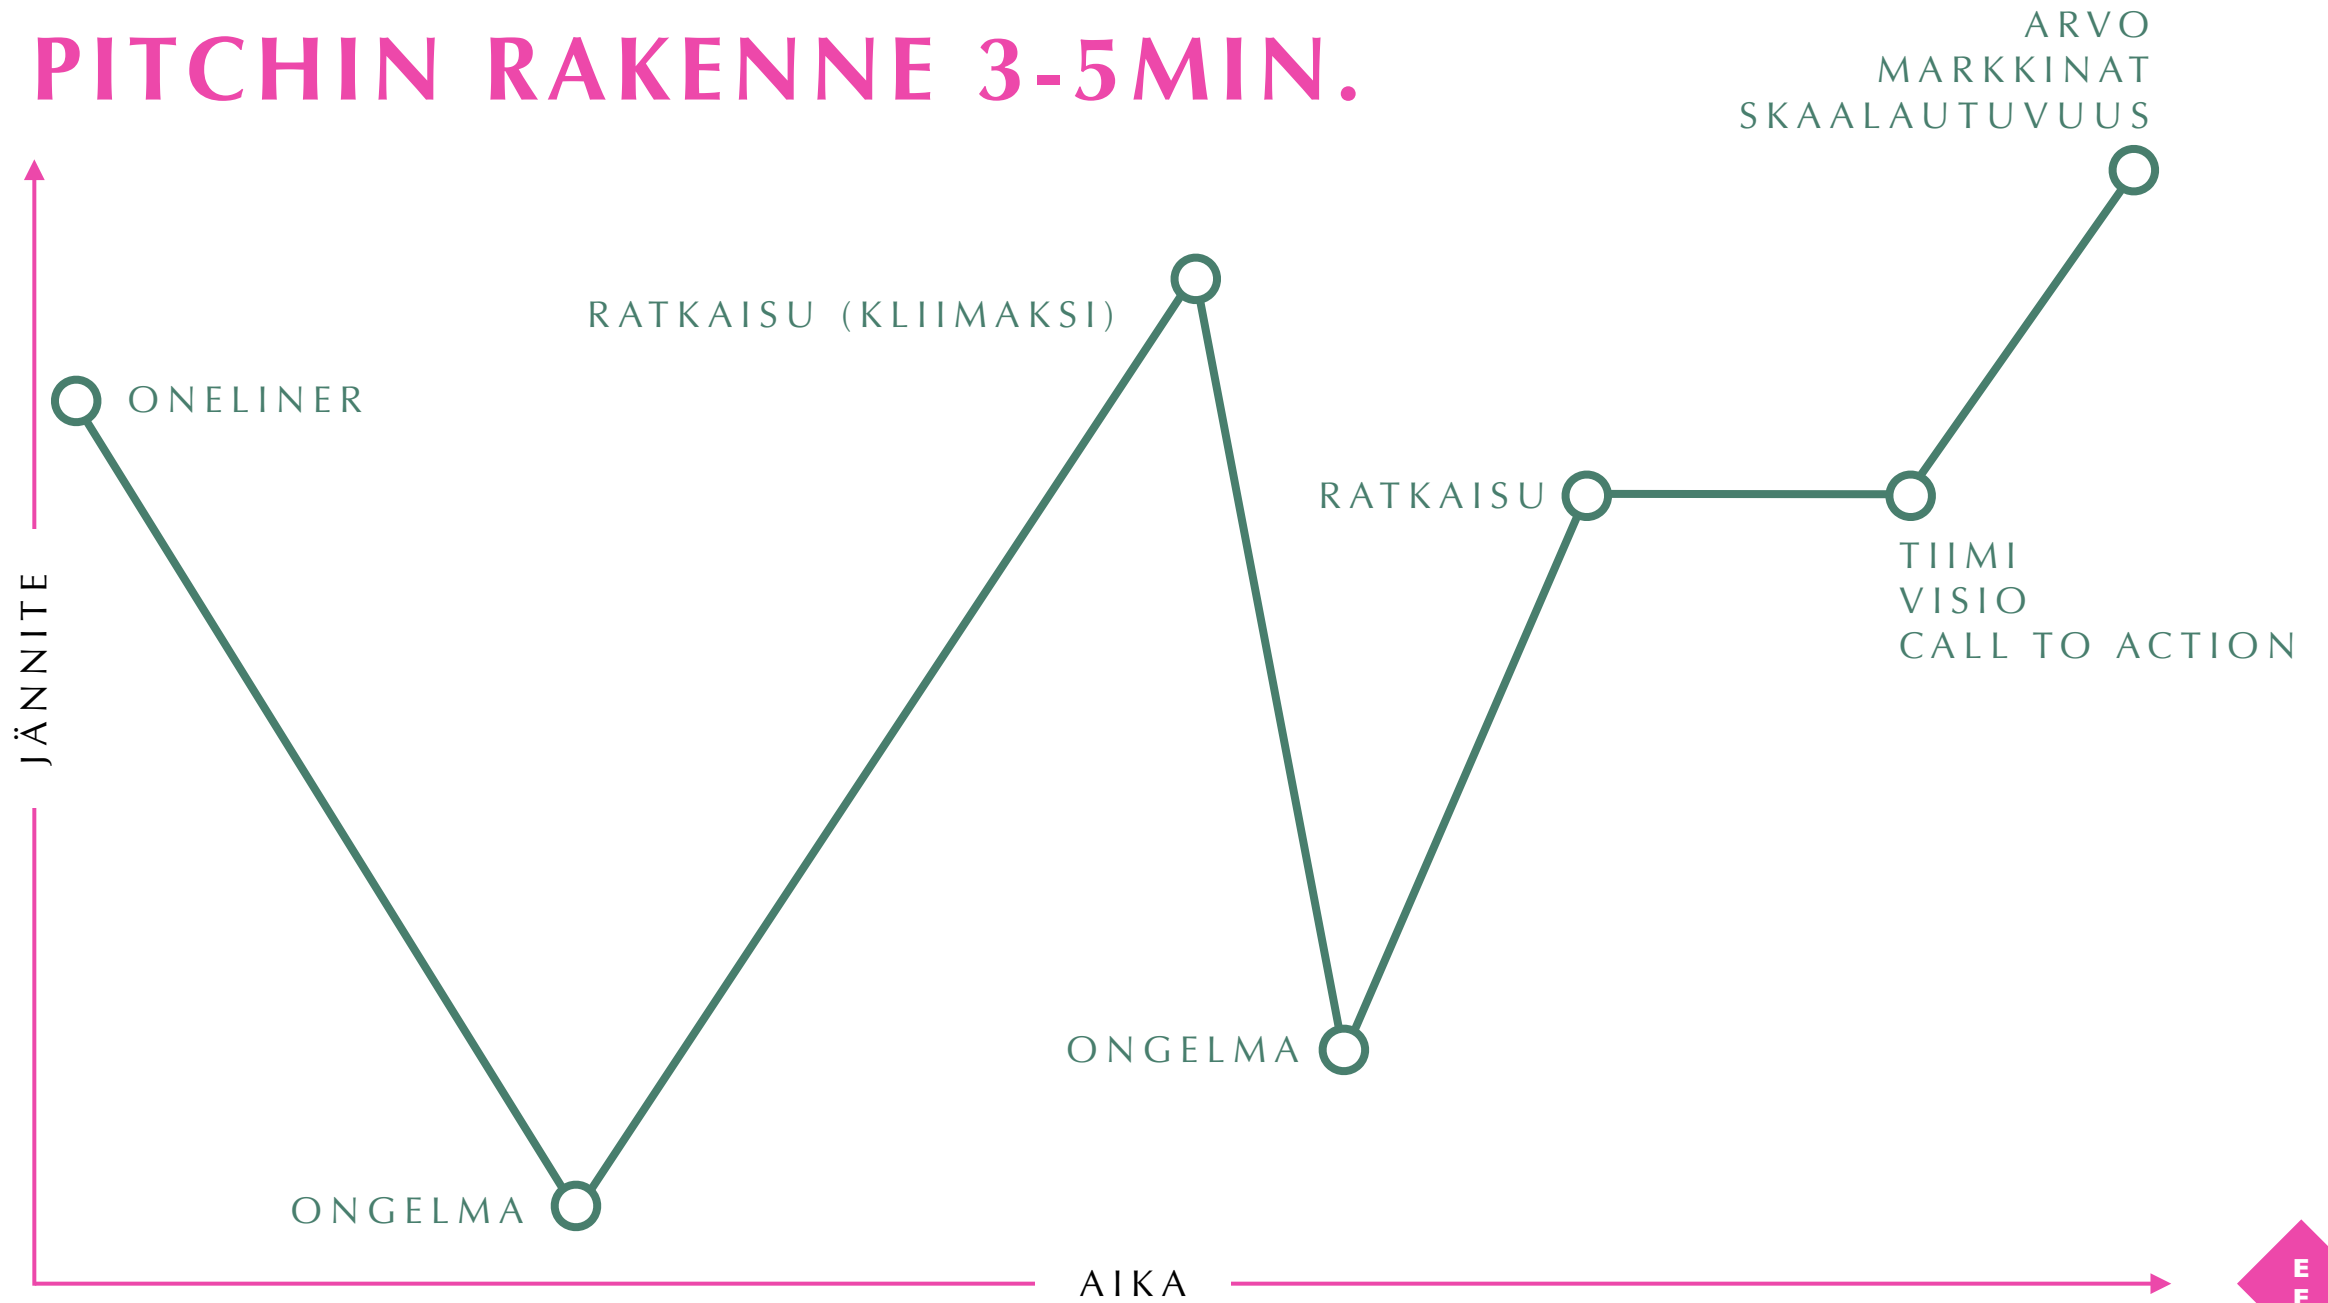 PITCHIN RAKENNE 3-5MIN.
ARVO
MARKKINAT
SKAALAUTUVUUS
RATKAISU (KLIIMAKSI)
ONELINER
RATKAISU
TIIMI
VISIO
CALL TO ACTION
JÄNNITE
ONGELMA
ONGELMA
AIKA
E